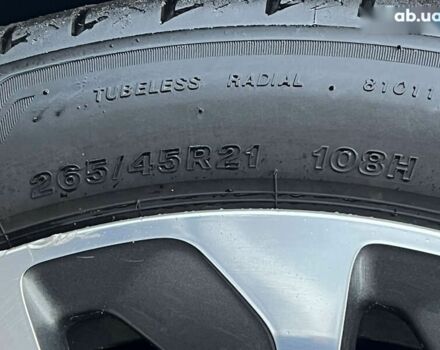 ab.ua
TUBELESS RADIAL 81011
265/45R21 108H